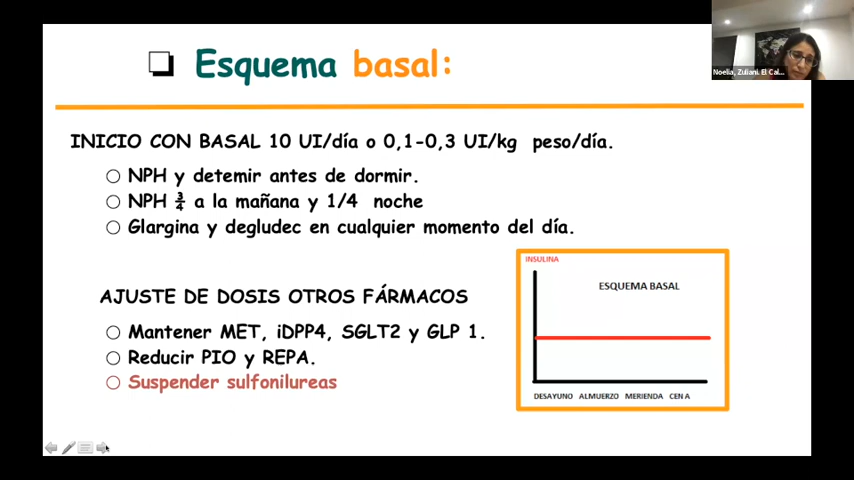 Esquema basal:
Noelia, Zuliani. El Cal...
INICIO CON BASAL 10 UI/día o 0,1-0,3 UI/kg peso/día.
NPH y detemir antes de dormir.
NPH ¾ a la mañana y 1/4 noche
Glargina y degludec en cualquier momento del día.
AJUSTE DE DOSIS OTROS FÁRMACOS
Mantener MET, iDPP4, SGLT2 y GLP 1.
Reducir PIO y REPA.
Suspender sulfonilureas
INSULINA
ESQUEMA BASAL
DESAYUNO ALMUERZO MERIENDA CEN A